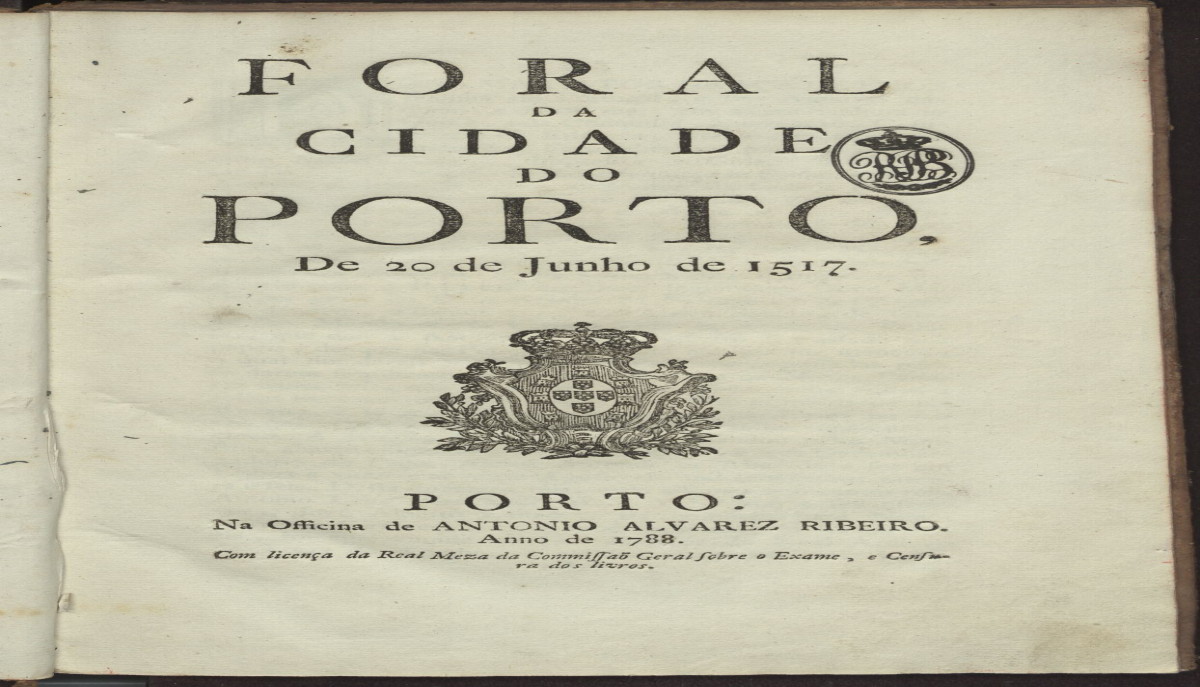 FORAL
DA
CIDADE
DO
PORTO,
De 20 de Junho de 1517.
PORTO:
Na Officina de ANTONIO ALVAREZ RIBEIRO.
Anno de 1788.
Com licença da Real Meza da Commiſſaõ Geral ſobre o Exame, e Cenſu-
ra dos livros.